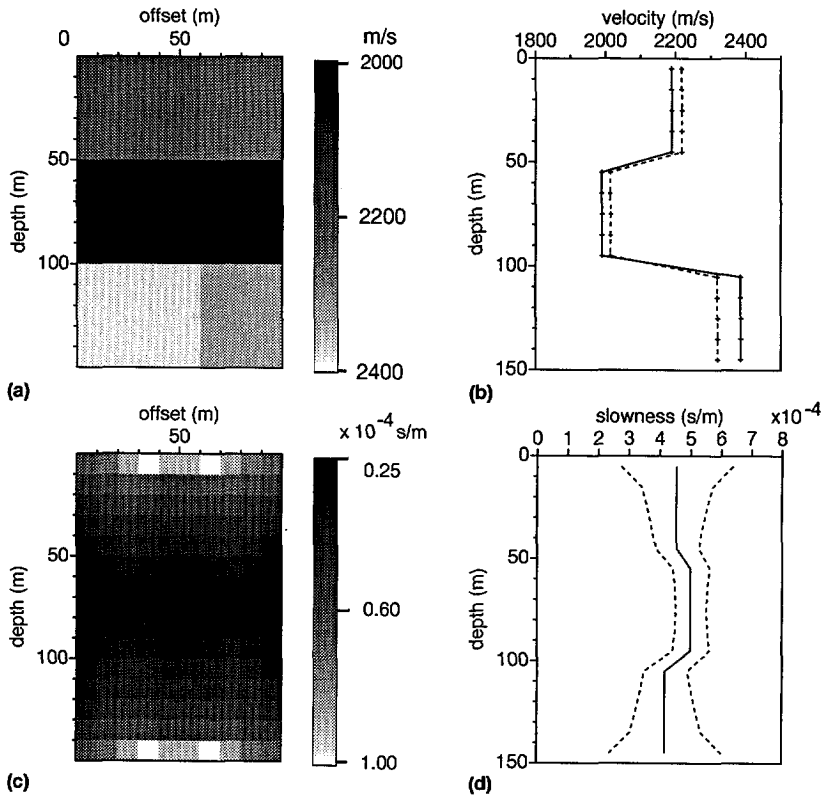 offset (m)
0 50
m/s
2000
2200
2400
depth (m)
50
100
(a)
velocity (m/s)
1800 2000 2200 2400
0
50
100
150
depth (m)
(b)
offset (m)
50
x 10-4 s/m
0.25
0.60
1.00
depth (m)
50
100
(c)
slowness (s/m) x10-4
0 1 2 3 4 5 6 7 8
0
50
100
150
depth (m)
(d)